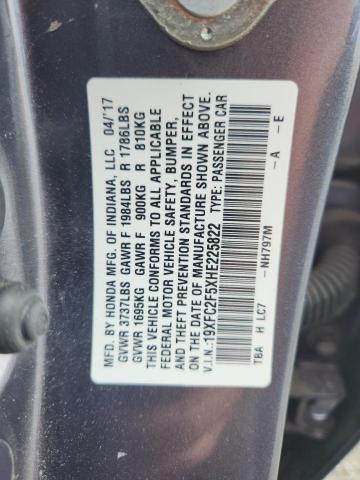 MFD. BY HONDA MFG. OF INDIANA, LLC 04/'17
GVWR 3737LBS GAWR F 1984LBS R 1786LBS
GVWR 1695KG GAWR F 900KG R 810KG
THIS VEHICLE CONFORMS TO ALL APPLICABLE
FEDERAL MOTOR VEHICLE SAFETY, BUMPER,
AND THEFT PREVENTION STANDARDS IN EFFECT
ON THE DATE OF MANUFACTURE SHOWN ABOVE.
V.I.N.:19XFC2F5XHE225822 TYPE: PASSENGER CAR
TBA H LC7 -NH797M -A -E